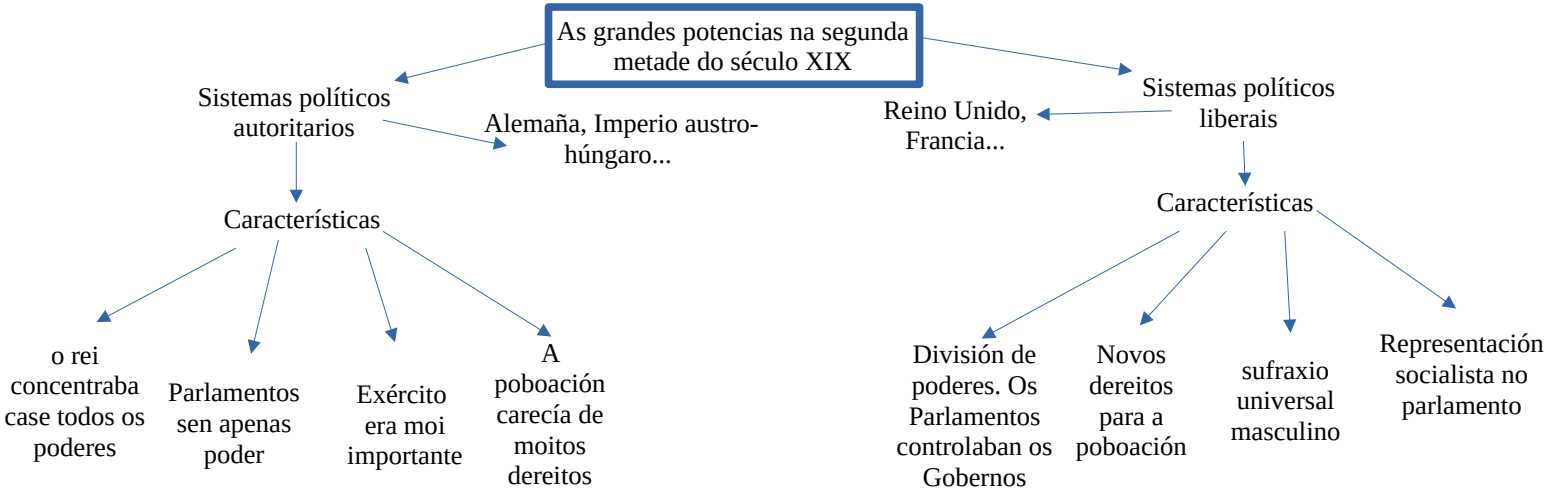 As grandes potencias na segunda
metade do século XIX
Sistemas políticos
autoritarios
Alemaña, Imperio austro-
húngaro...
Reino Unido,
Francia...
Sistemas políticos
liberais
Características
Características
o rei
concentraba
case todos os
poderes
Parlamentos
sen apenas
poder
Exército
era moi
importante
A
poboación
carecía de
moitos
dereitos
División de
poderes. Os
Parlamentos
controlaban os
Gobernos
Novos
dereitos
para a
poboación
sufraxio
universal
masculino
Representación
socialista no
parlamento